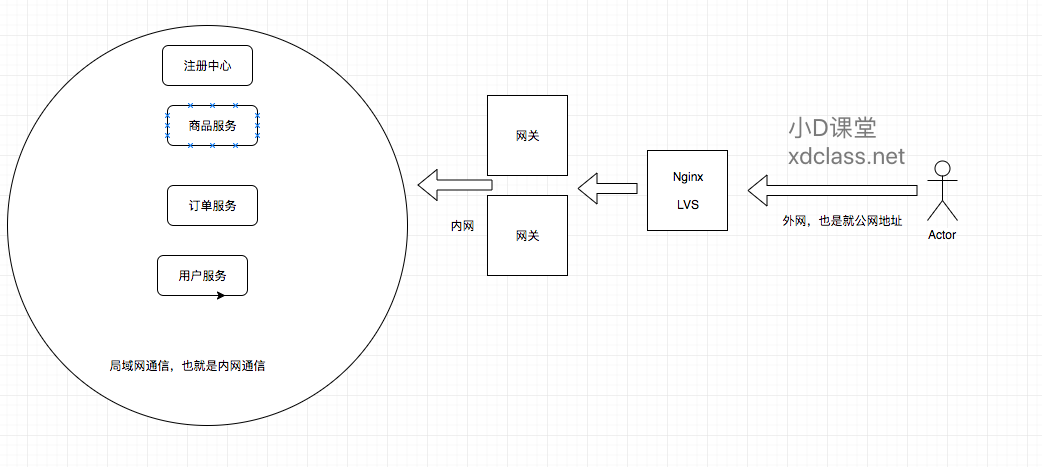 注册中心
商品服务
订单服务
用户服务
局域网通信，也就是内网通信
内网
网关
网关
Nginx
LVS
小D课堂
xdclass.net
外网，也是就公网地址
Actor